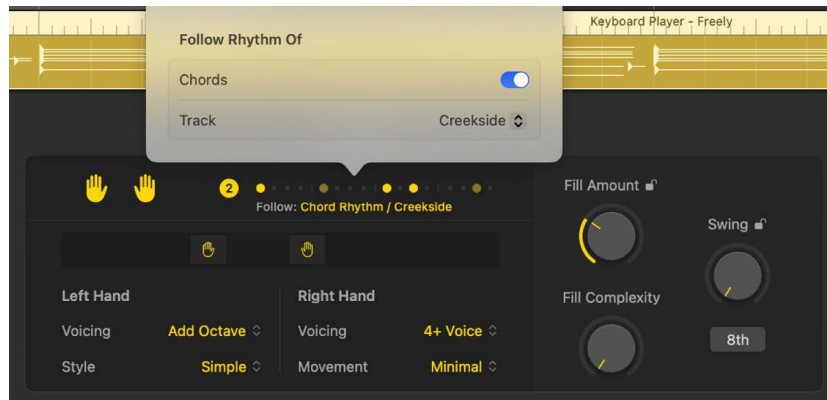 Keyboard Player - Freely
Follow Rhythm Of
Chords
Track Creekside
2
Follow: Chord Rhythm / Creekside
Fill Amount
Swing
Left Hand Right Hand
Fill Complexity
Voicing Add Octave Voicing 4+ Voice
8th
Style Simple Movement Minimal